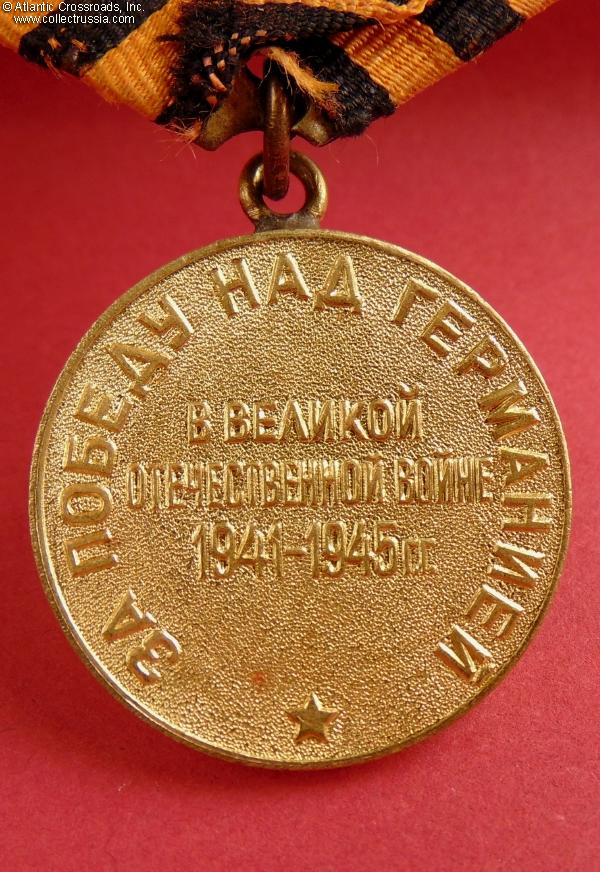 © Atlantic Crossroads, Inc.
www.collectrussia.com
ЗА ПОБЕДУ НАД ГЕРМАНИЕЙ
В ВЕЛИКОЙ
ОТЕЧЕСТВЕННОЙ ВОЙНЕ
1941-1945 ГГ.